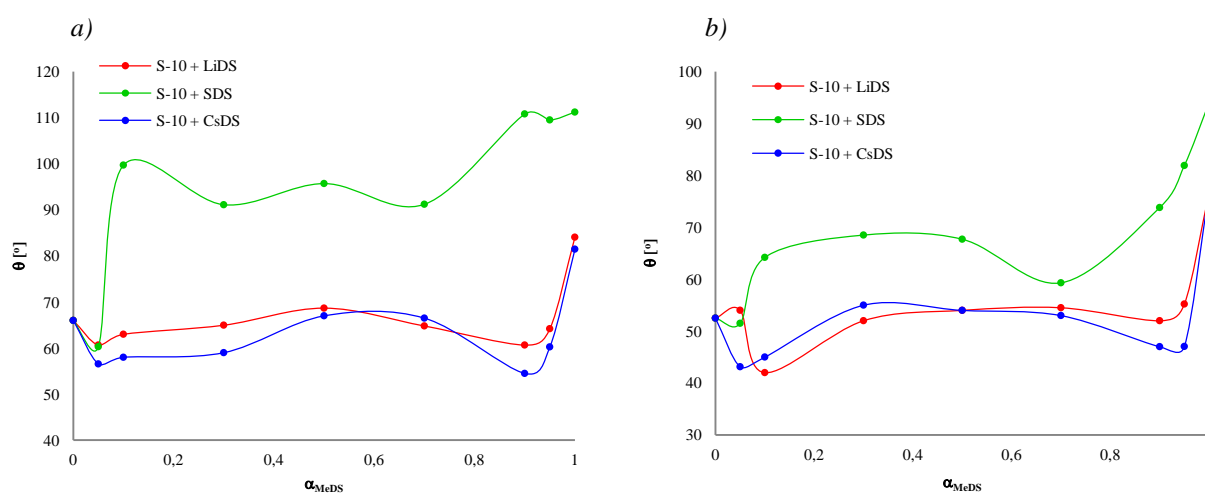 a)
S-10 + LiDS
S-10 + SDS
S-10 + CsDS
120
110
100
90
80
70
60
50
40
θ [º]
0
0,2
0,4
0,6
0,8
1
αMeDS
b)
S-10 + LiDS
S-10 + SDS
S-10 + CsDS
100
90
80
70
60
50
40
30
θ [º]
0
0,2
0,4
0,6
0,8
αMeDS